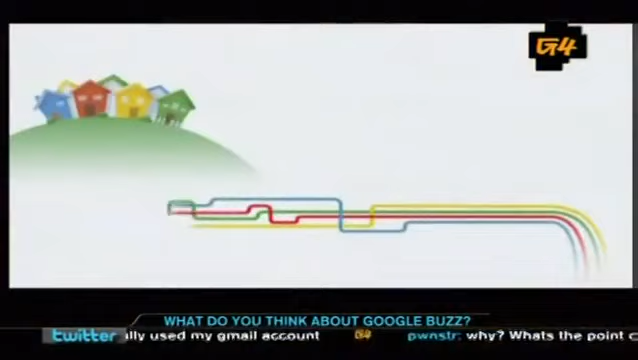 G4
WHAT DO YOU THINK ABOUT GOOGLE BUZZ?
twitter ally used my gmail account G4 pwnstr: why? Whats the point c